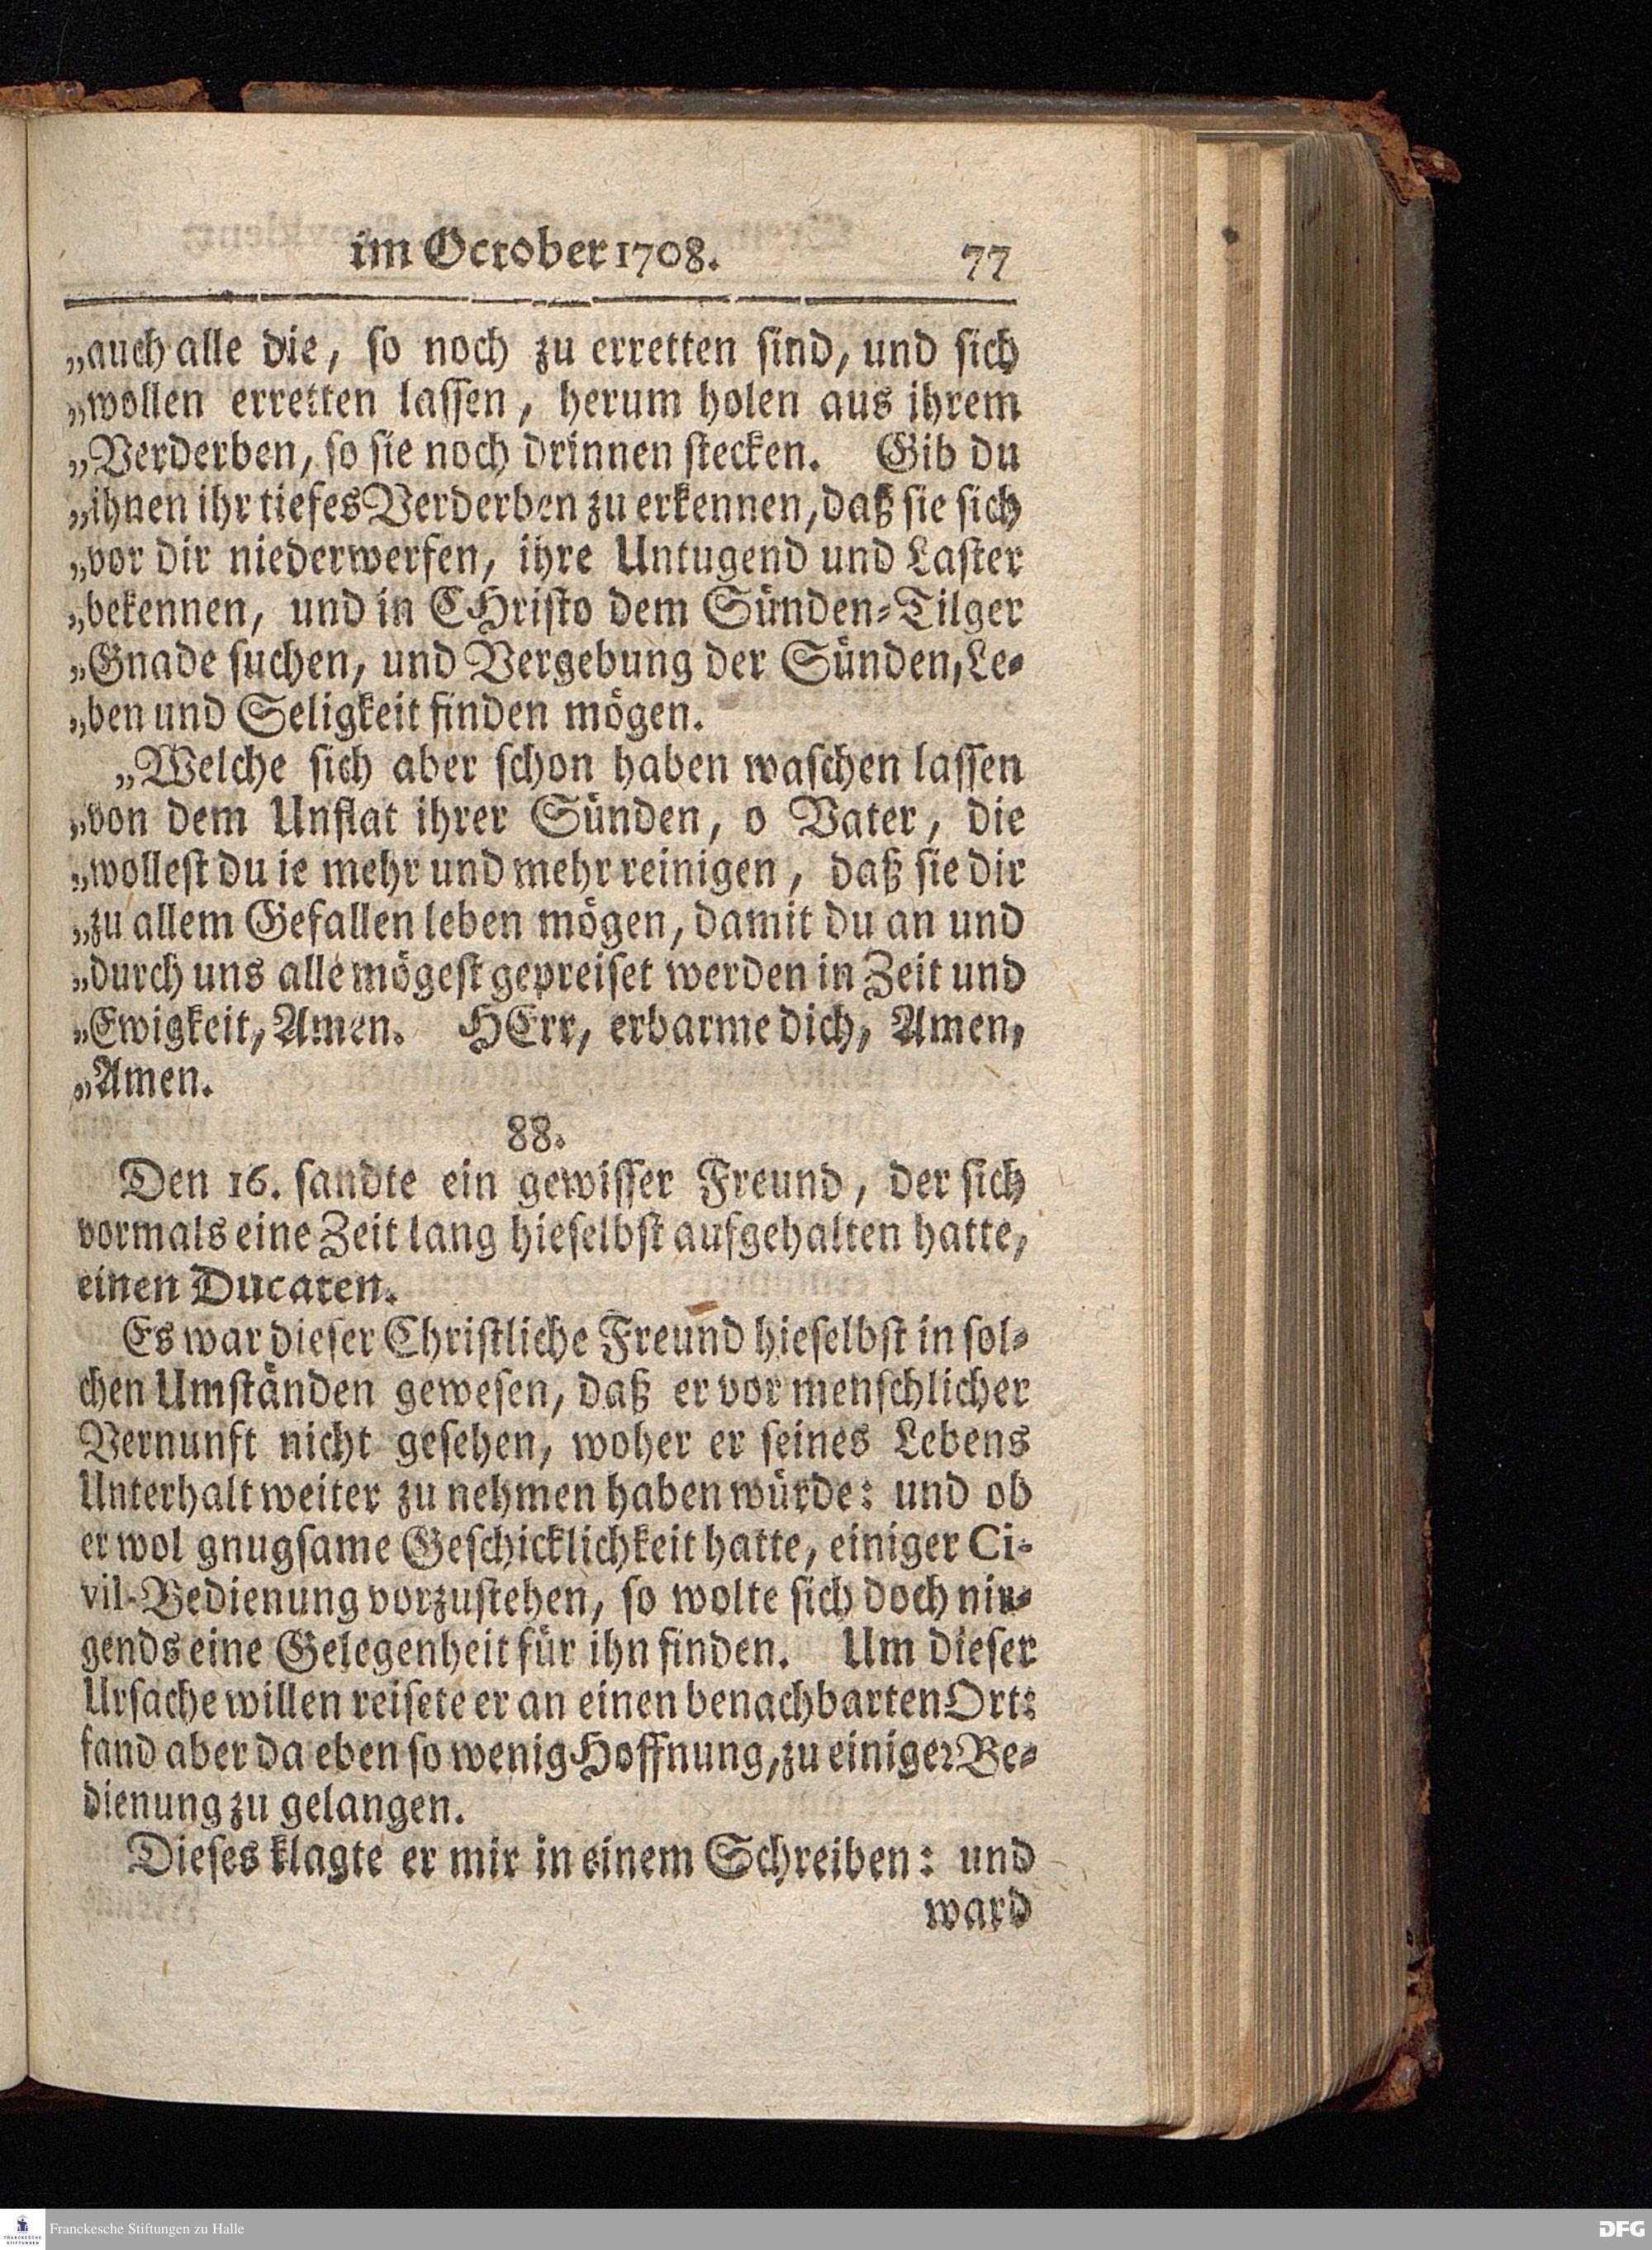 im October 1708. 77
„auch alle die, so noch zu erretten sind, und sich
„wollen erretten lassen, herum holen aus ihrem
„Verderben, so sie noch drinnen stecken. Gib du
„ihnen ihr tiefes Verderben zu erkennen, daß sie sich
„vor dir niederwerfen, ihre Untugend und Laster
„bekennen, und in CHristo dem Sünden-Tilger
„Gnade suchen, und Vergebung der Sünden, Le-
„ben und Seligkeit finden mögen.
„Welche sich aber schon haben waschen lassen
„von dem Unflat ihrer Sünden, o Vater, die
„wollest du ie mehr und mehr reinigen, daß sie dir
„zu allem Gefallen leben mögen, damit du an und
„durch uns alle mögest gepreiset werden in Zeit und
„Ewigkeit, Amen. HErr, erbarme dich, Amen,
„Amen.
88.
Den 16. sandte ein gewisser Freund, der sich
vormals eine Zeit lang hieselbst aufgehalten hatte,
einen Ducaten.
Es war dieser Christliche Freund hieselbst in sol-
chen Umständen gewesen, daß er vor menschlicher
Vernunft nicht gesehen, woher er seines Lebens
Unterhalt weiter zu nehmen haben würde: und ob
er wol gnugsame Geschicklichkeit hatte, einiger Ci-
vil-Bedienung vorzustehen, so wolte sich doch nir-
gends eine Gelegenheit für ihn finden. Um dieser
Ursache willen reisete er an einen benachbarten Ort:
fand aber da eben so wenig Hoffnung, zu einiger Be-
dienung zu gelangen.
Dieses klagte er mir in einem Schreiben: und
ward
Franckesche Stiftungen zu Halle
FRANCKESCHE STIFTUNGEN
DFG